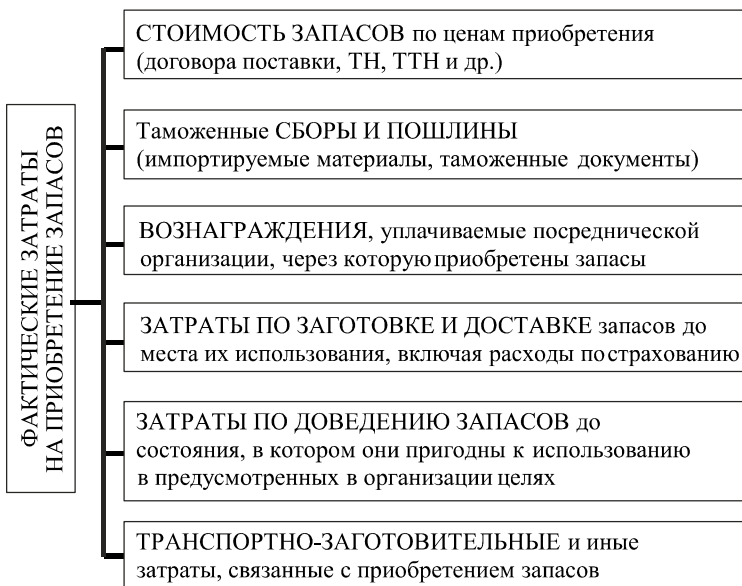 ФАКТИЧЕСКИЕ ЗАТРАТЫ
НА ПРИОБРЕТЕНИЕ ЗАПАСОВ
СТОИМОСТЬ ЗАПАСОВ по ценам приобретения
(договора поставки, ТН, ТТН и др.)
Таможенные СБОРЫ И ПОШЛИНЫ
(импортируемые материалы, таможенные документы)
ВОЗНАГРАЖДЕНИЯ, уплачиваемые посреднической
организации, через которую приобретены запасы
ЗАТРАТЫ ПО ЗАГОТОВКЕ И ДОСТАВКЕ запасов до
места их использования, включая расходы по страхованию
ЗАТРАТЫ ПО ДОВЕДЕНИЮ ЗАПАСОВ до
состояния, в котором они пригодны к использованию
в предусмотренных в организации целях
ТРАНСПОРТНО-ЗАГОТОВИТЕЛЬНЫЕ и иные
затраты, связанные с приобретением запасов